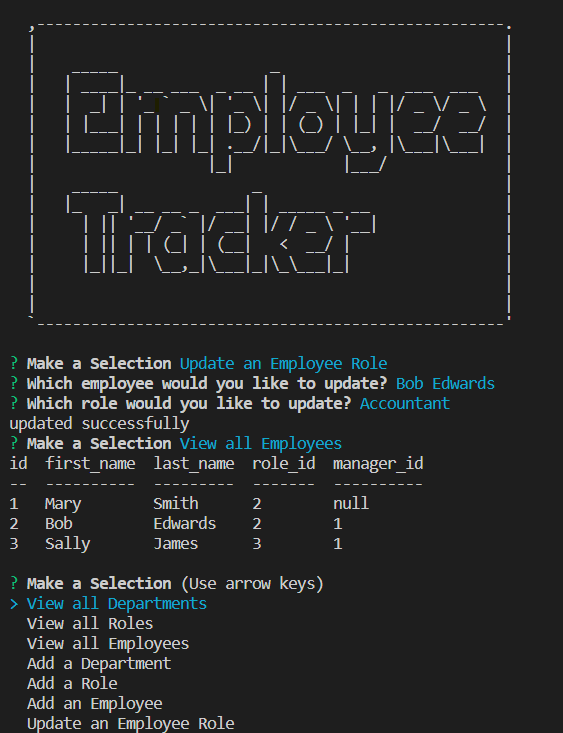 Employee
Tracker
? Make a Selection Update an Employee Role
? Which employee would you like to update? Bob Edwards
? Which role would you like to update? Accountant
updated successfully
? Make a Selection View all Employees
id  first_name  last_name  role_id  manager_id
--  ----------  ---------  -------  ----------
1   Mary        Smith      2        null
2   Bob         Edwards    2        1
3   Sally       James      3        1
? Make a Selection (Use arrow keys)
> View all Departments
  View all Roles
  View all Employees
  Add a Department
  Add a Role
  Add an Employee
  Update an Employee Role